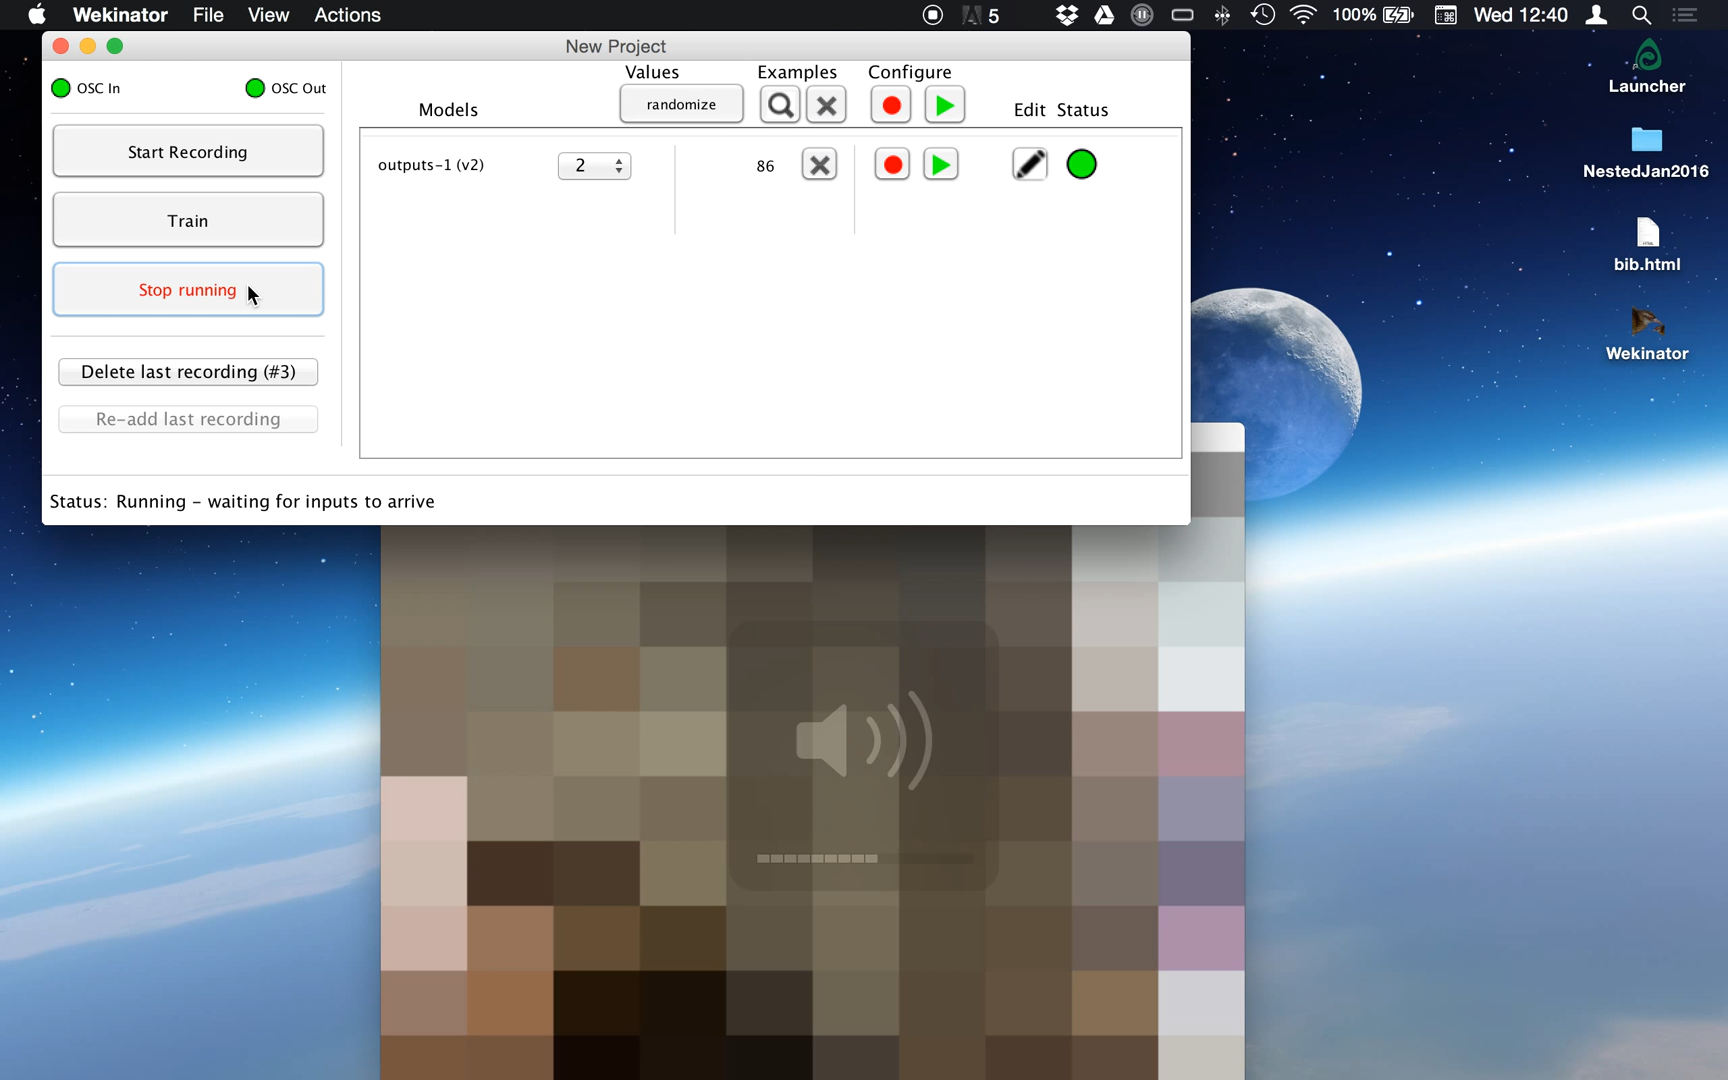 Wekinator File View Actions 5 100% Wed 12:40
New Project
OSC In OSC Out
Start Recording
Train
Stop running
Delete last recording (#3)
Re-add last recording
Models
Values
randomize
Examples
Configure
Edit Status
outputs-1 (v2) 2 86
Status: Running - waiting for inputs to arrive
Launcher
NestedJan2016
HTML
bib.html
Wekinator